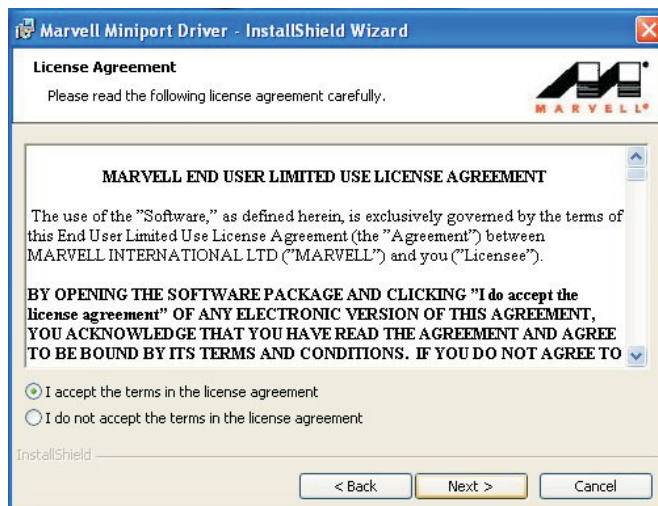 Marvell Miniport Driver - InstallShield Wizard
License Agreement
Please read the following license agreement carefully.
MARVELL®
MARVELL END USER LIMITED USE LICENSE AGREEMENT
The use of the ”Software,” as defined herein, is exclusively governed by the terms of
this End User Limited Use License Agreement (the ”Agreement”) between
MARVELL INTERNATIONAL LTD (”MARVELL”) and you (”Licensee”).
BY OPENING THE SOFTWARE PACKAGE AND CLICKING ”I do accept the
license agreement” OF ANY ELECTRONIC VERSION OF THIS AGREEMENT,
YOU ACKNOWLEDGE THAT YOU HAVE READ THE AGREEMENT AND AGREE
TO BE BOUND BY ITS TERMS AND CONDITIONS. IF YOU DO NOT AGREE TO
I accept the terms in the license agreement
I do not accept the terms in the license agreement
InstallShield
< Back Next > Cancel